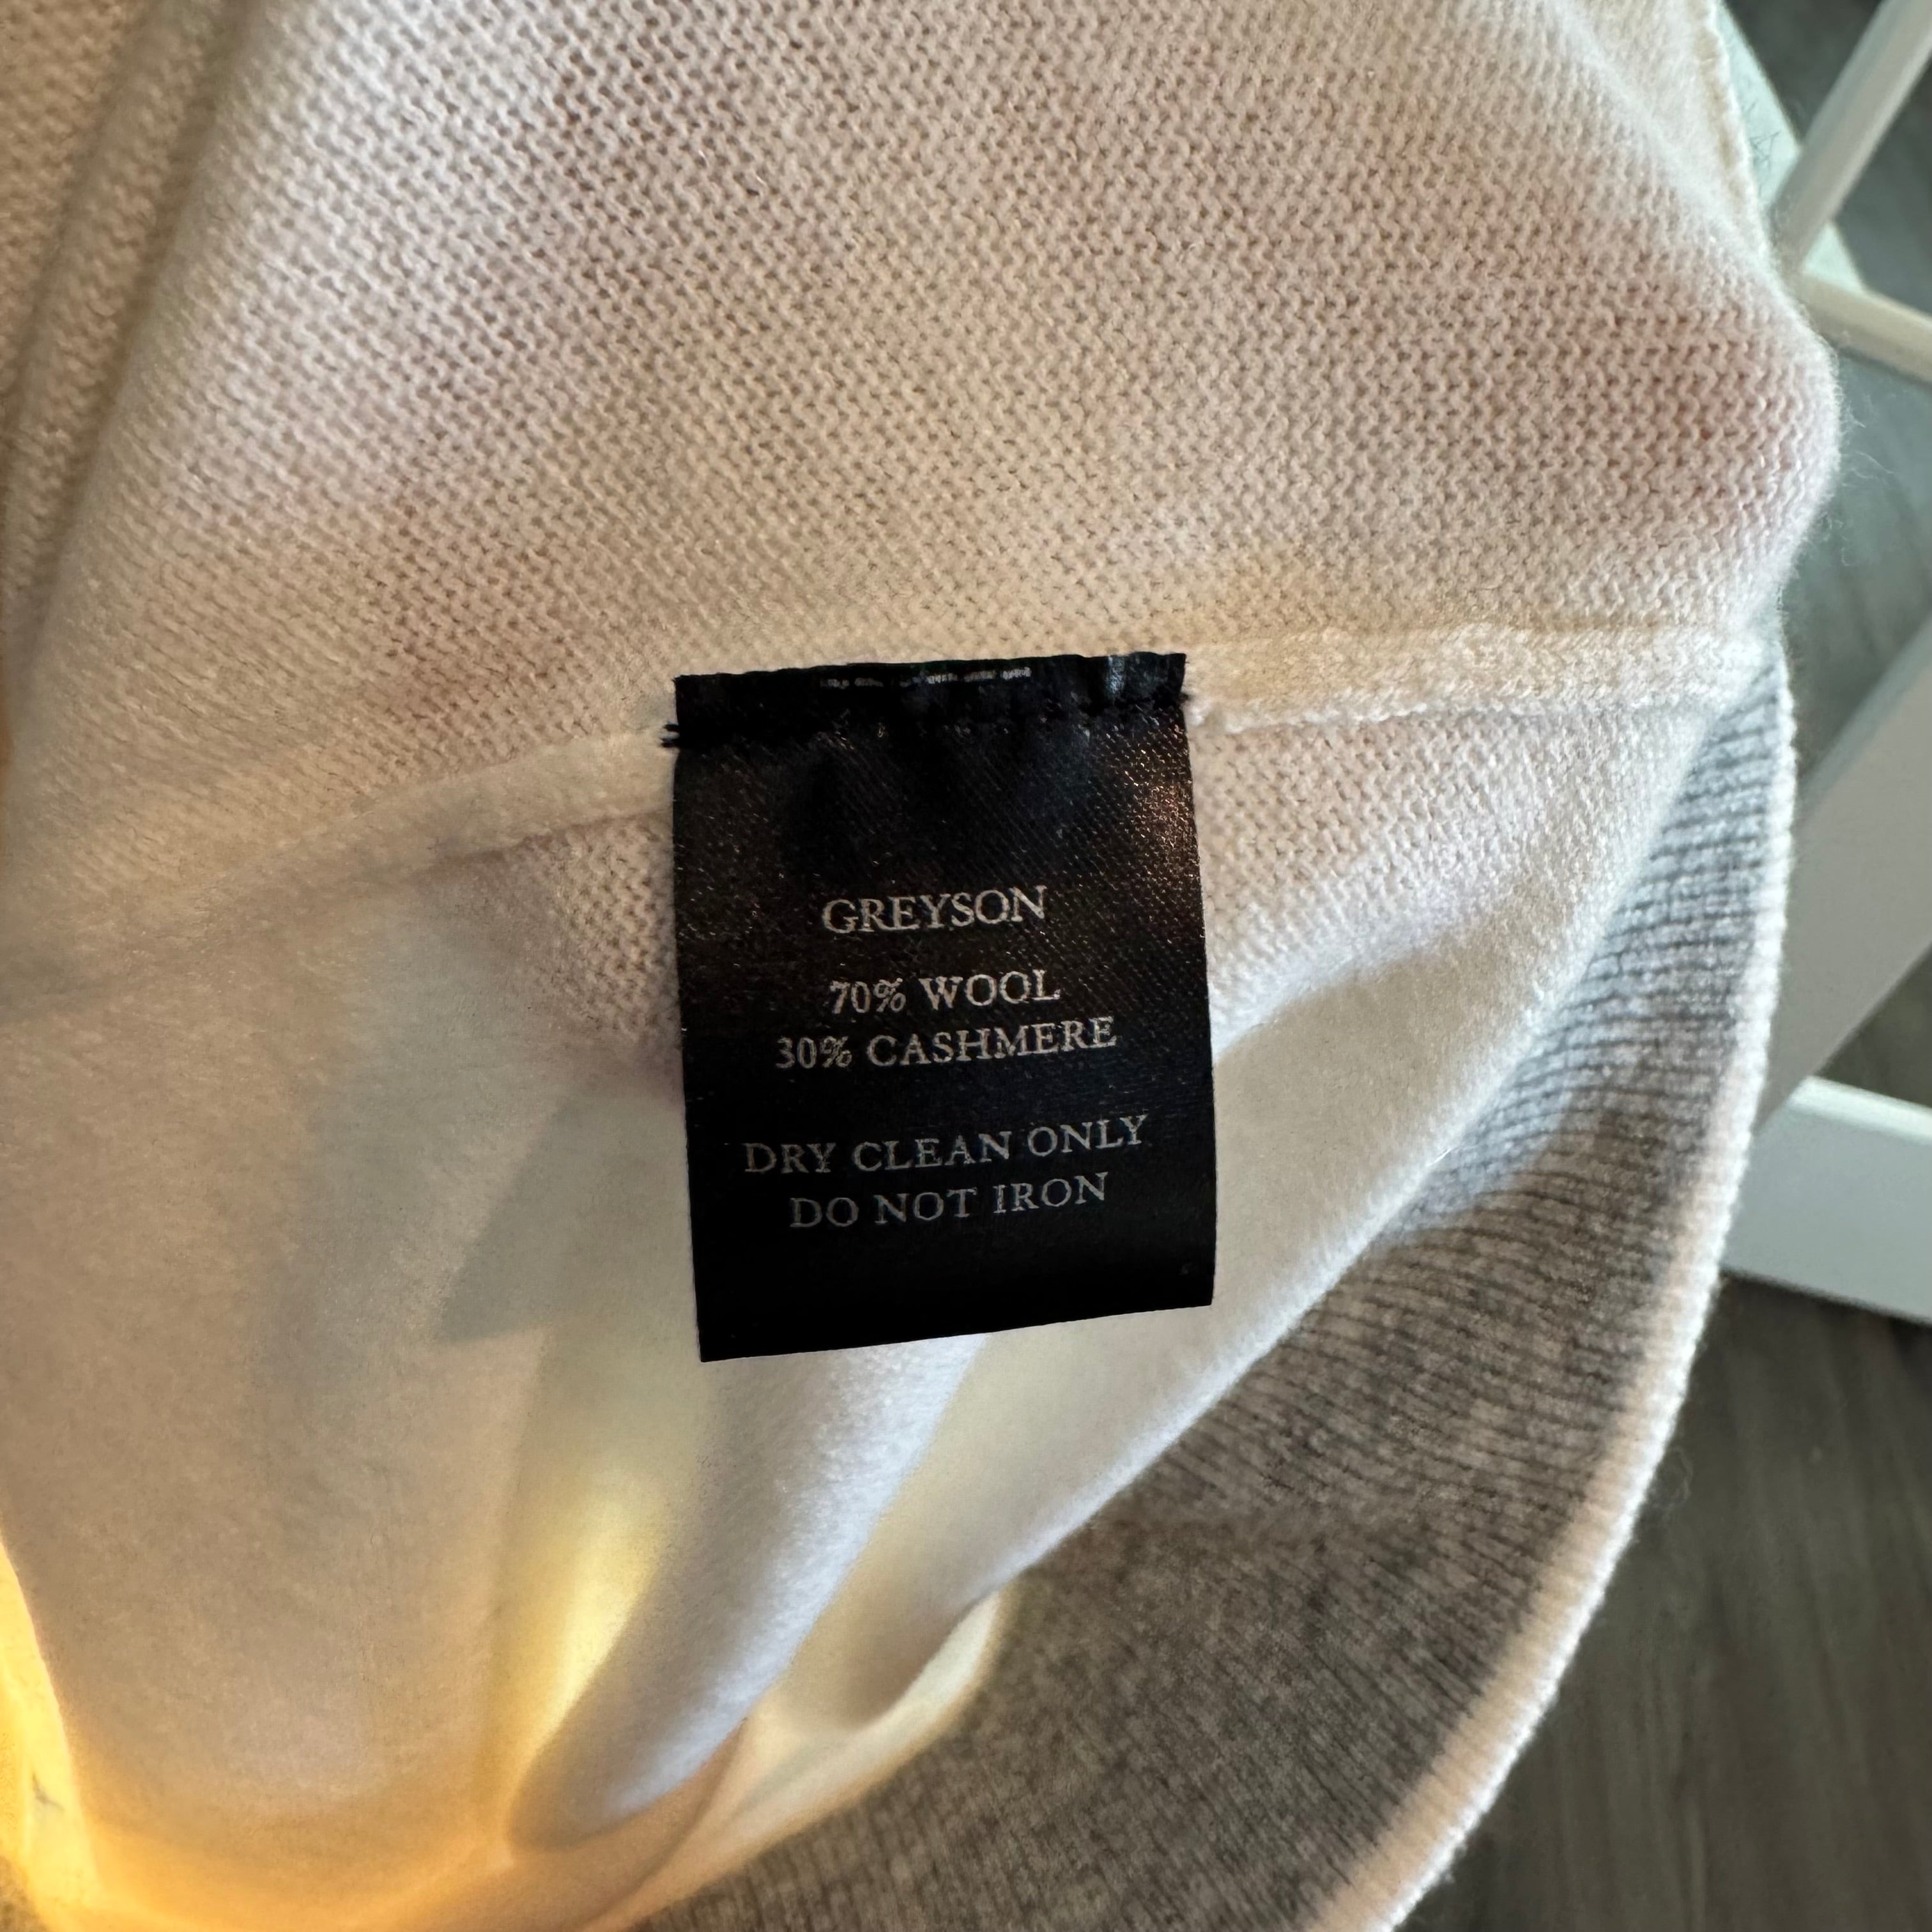 GREYSON
70% WOOL
30% CASHMERE
DRY CLEAN ONLY
DO NOT IRON